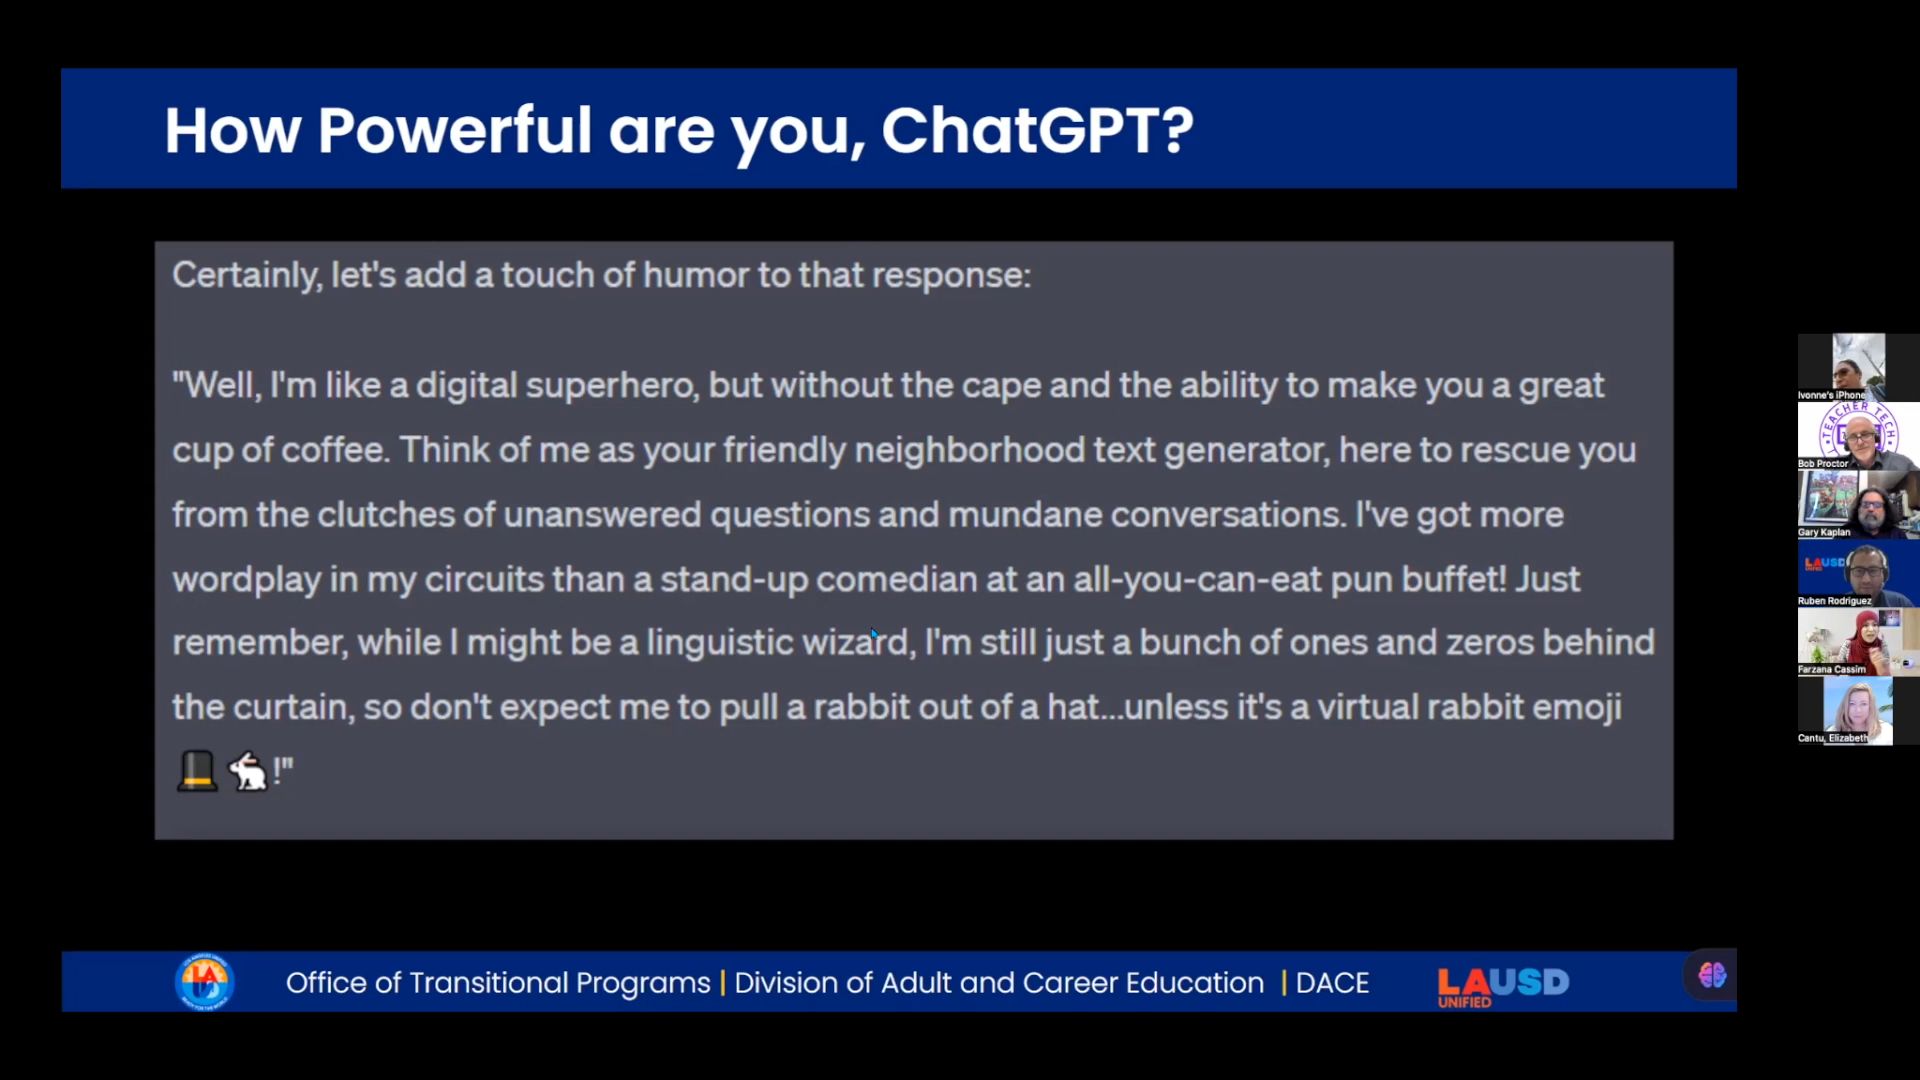 How Powerful are you, ChatGPT?
Certainly, let's add a touch of humor to that response:
"Well, I'm like a digital superhero, but without the cape and the ability to make you a great
cup of coffee. Think of me as your friendly neighborhood text generator, here to rescue you
from the clutches of unanswered questions and mundane conversations. I've got more
wordplay in my circuits than a stand-up comedian at an all-you-can-eat pun buffet! Just
remember, while I might be a linguistic wizard, I'm still just a bunch of ones and zeros behind
the curtain, so don't expect me to pull a rabbit out of a hat...unless it's a virtual rabbit emoji
🎩 🐇!"
Ivonne's iPhone
TEACHER TECH
Bob Proctor
Gary Kaplan
LAUSD
Ruben Rodriguez
Farzana Cassim
Cantu, Elizabeth
Office of Transitional Programs | Division of Adult and Career Education | DACE
LAUSD
UNIFIED